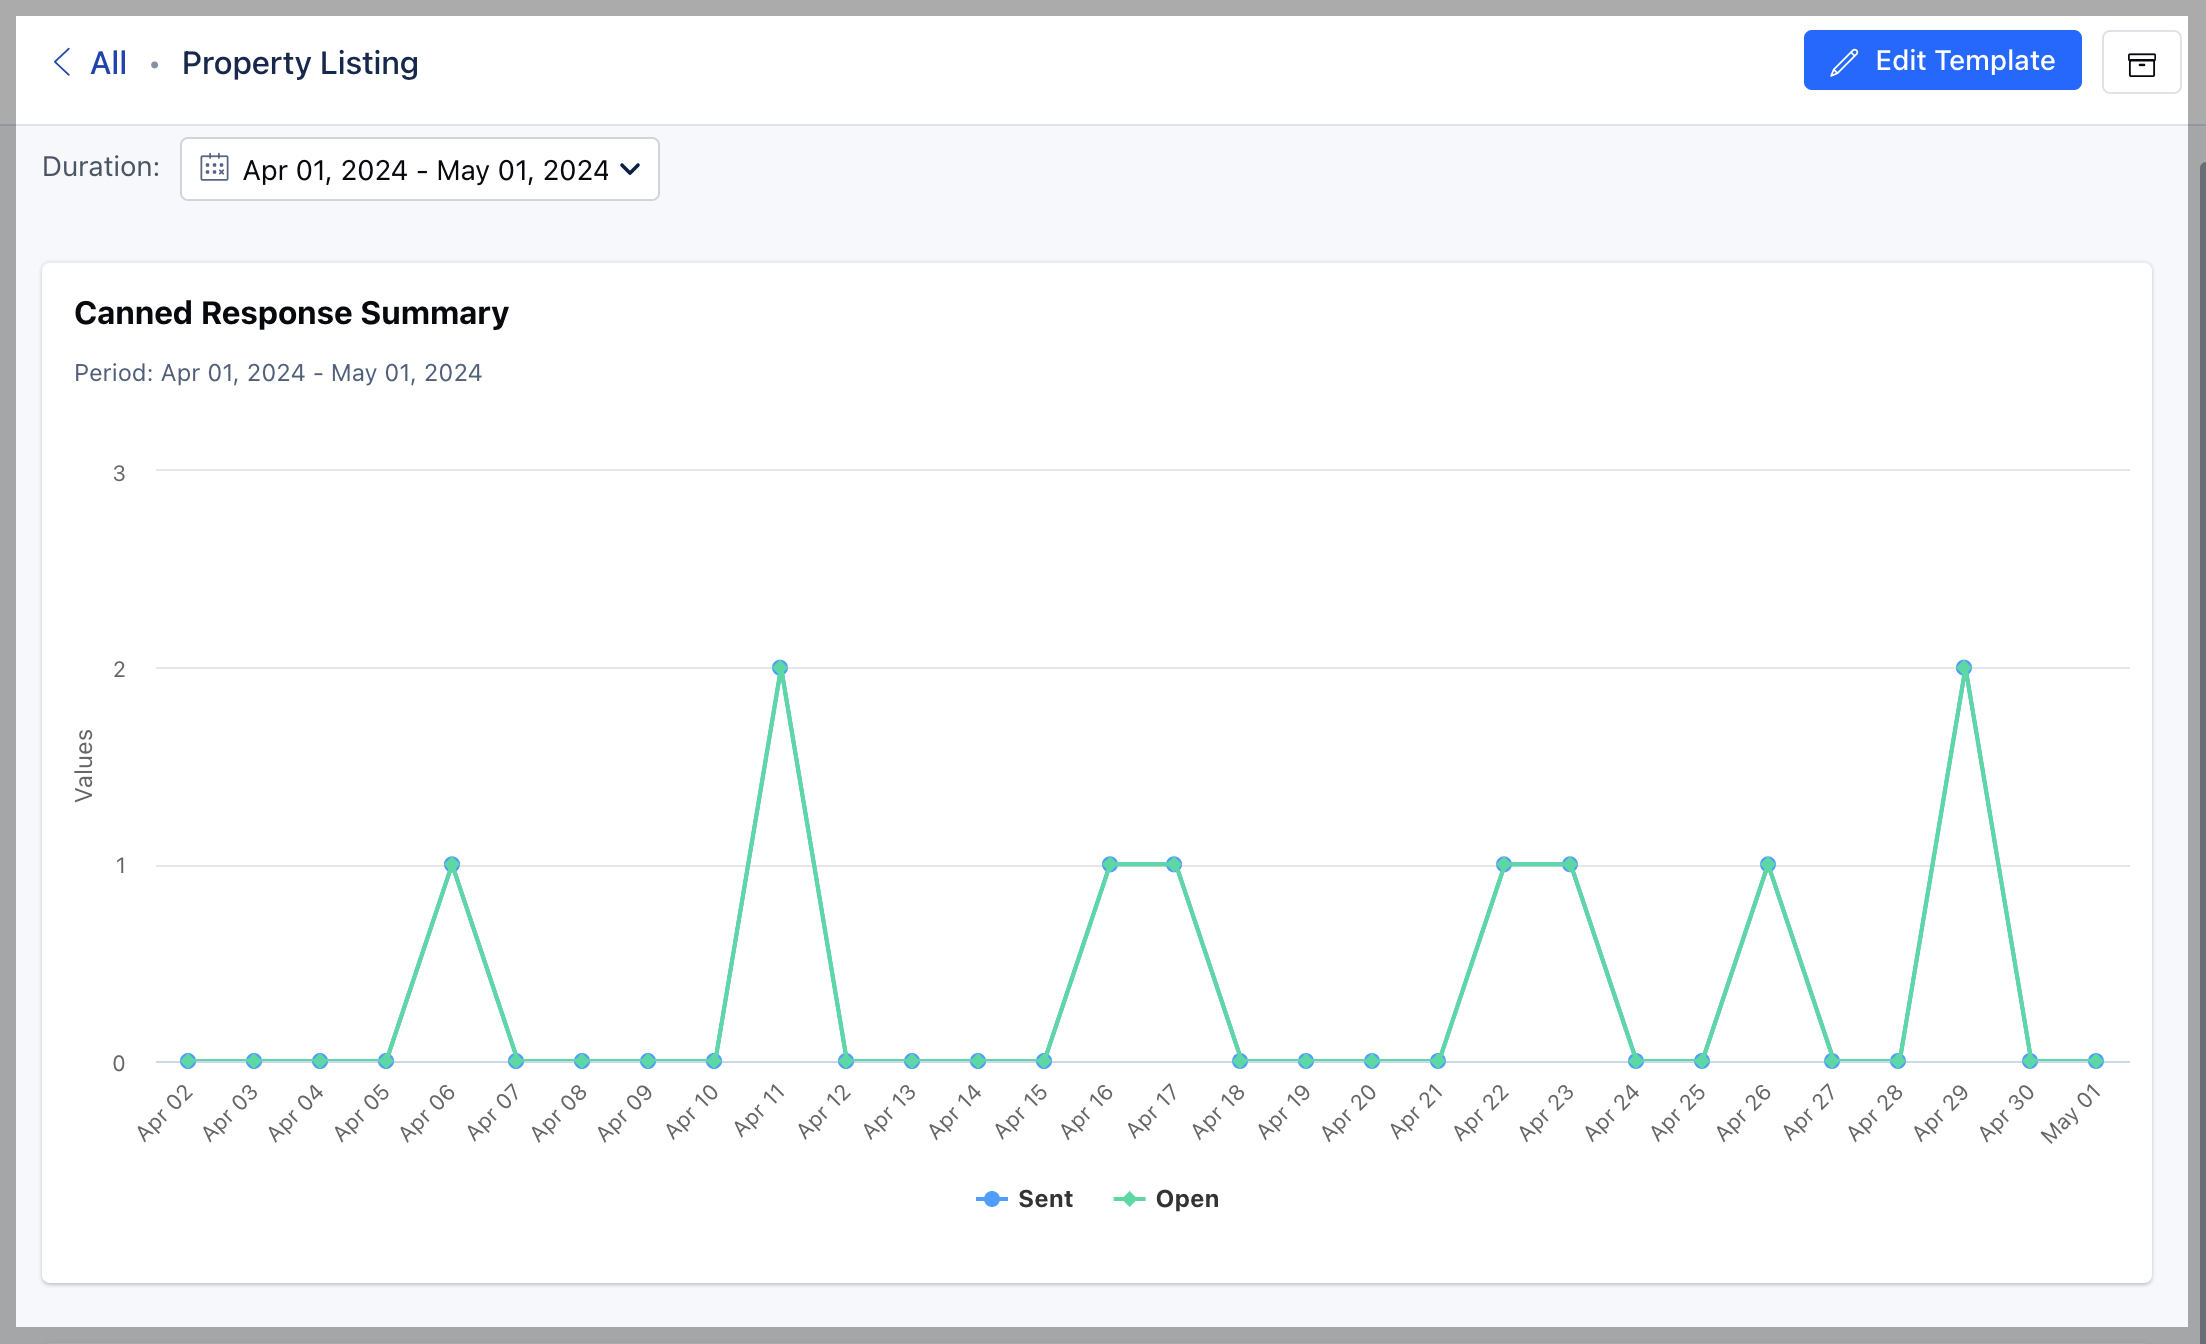 All • Property Listing
Edit Template
Duration: Apr 01, 2024 - May 01, 2024
Canned Response Summary
Period: Apr 01, 2024 - May 01, 2024
3
2
1
0
Values
Apr 02 Apr 03 Apr 04 Apr 05 Apr 06 Apr 07 Apr 08 Apr 09 Apr 10 Apr 11 Apr 12 Apr 13 Apr 14 Apr 15 Apr 16 Apr 17 Apr 18 Apr 19 Apr 20 Apr 21 Apr 22 Apr 23 Apr 24 Apr 25 Apr 26 Apr 27 Apr 28 Apr 29 Apr 30 May 01
Sent Open